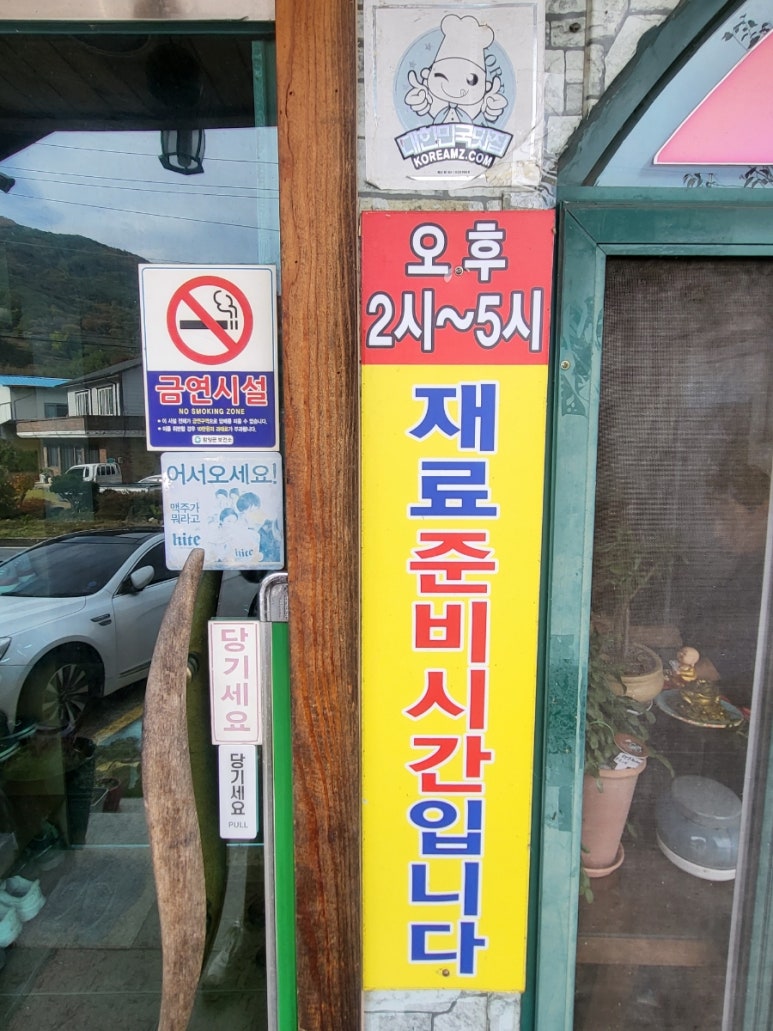 대한민국맛집
KOREAMZ.COM
오후
2시~5시
재료준비시간입니다
금연시설
NO SMOKING ZONE
어서오세요!
맥주가
뭐라고
hite
hite
당기세요
당기세요
PULL